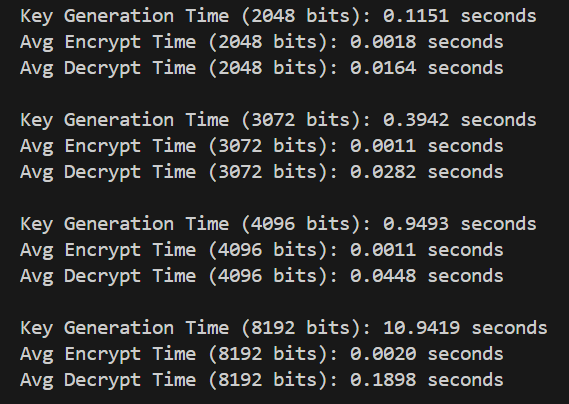 Key Generation Time (2048 bits): 0.1151 seconds
Avg Encrypt Time (2048 bits): 0.0018 seconds
Avg Decrypt Time (2048 bits): 0.0164 seconds
Key Generation Time (3072 bits): 0.3942 seconds
Avg Encrypt Time (3072 bits): 0.0011 seconds
Avg Decrypt Time (3072 bits): 0.0282 seconds
Key Generation Time (4096 bits): 0.9493 seconds
Avg Encrypt Time (4096 bits): 0.0011 seconds
Avg Decrypt Time (4096 bits): 0.0448 seconds
Key Generation Time (8192 bits): 10.9419 seconds
Avg Encrypt Time (8192 bits): 0.0020 seconds
Avg Decrypt Time (8192 bits): 0.1898 seconds